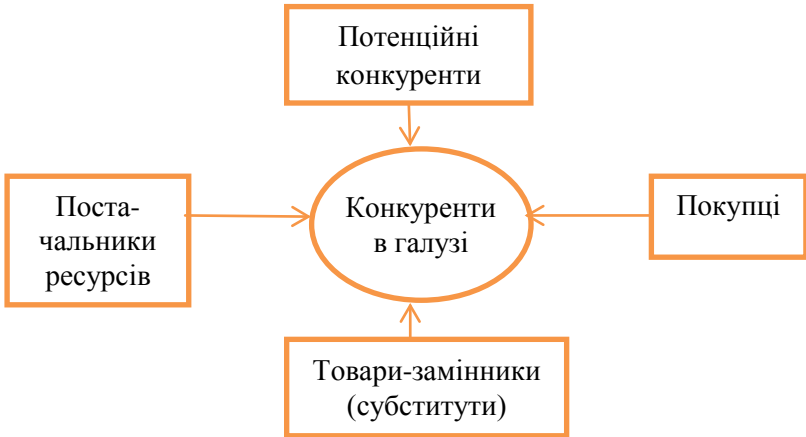 Потенційні
конкуренти
Поста-
чальники
ресурсів
Конкуренти
в галузі
Покупці
Товари-замінники
(субститути)